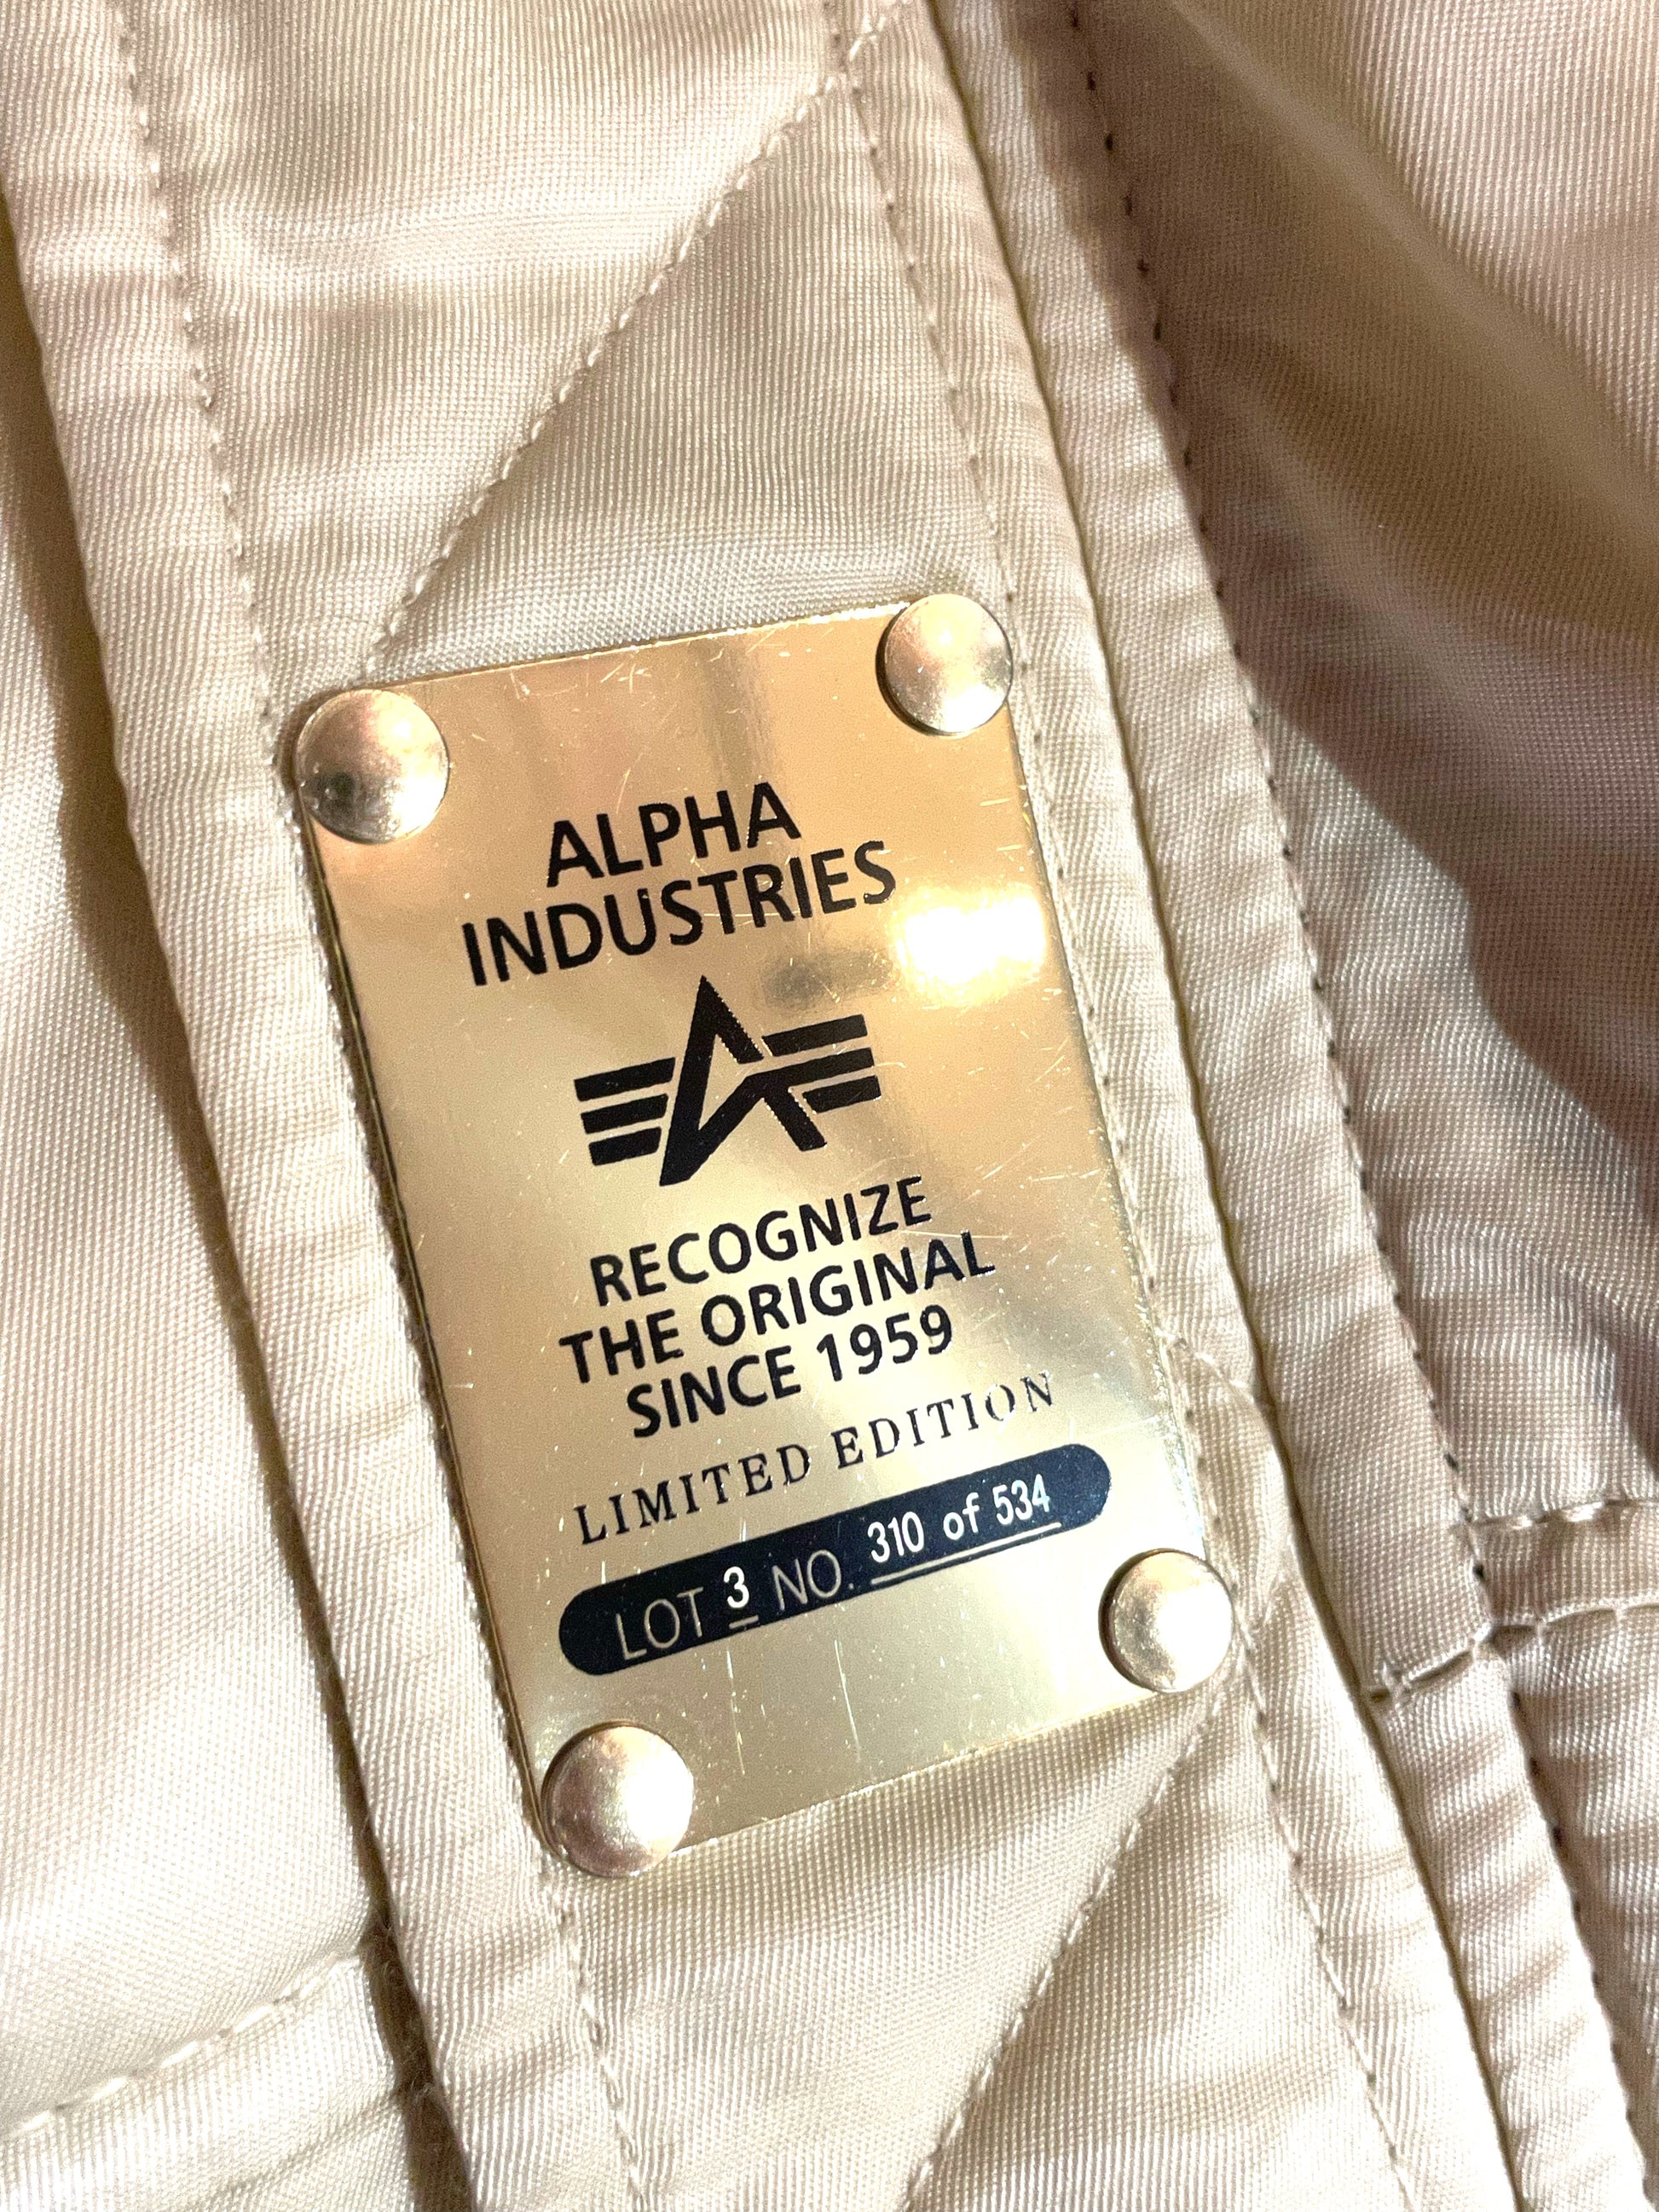 ALPHA
INDUSTRIES
RECOGNIZE
THE ORIGINAL
SINCE 1959
LIMITED EDITION
LOT 3 NO. 310 of 534